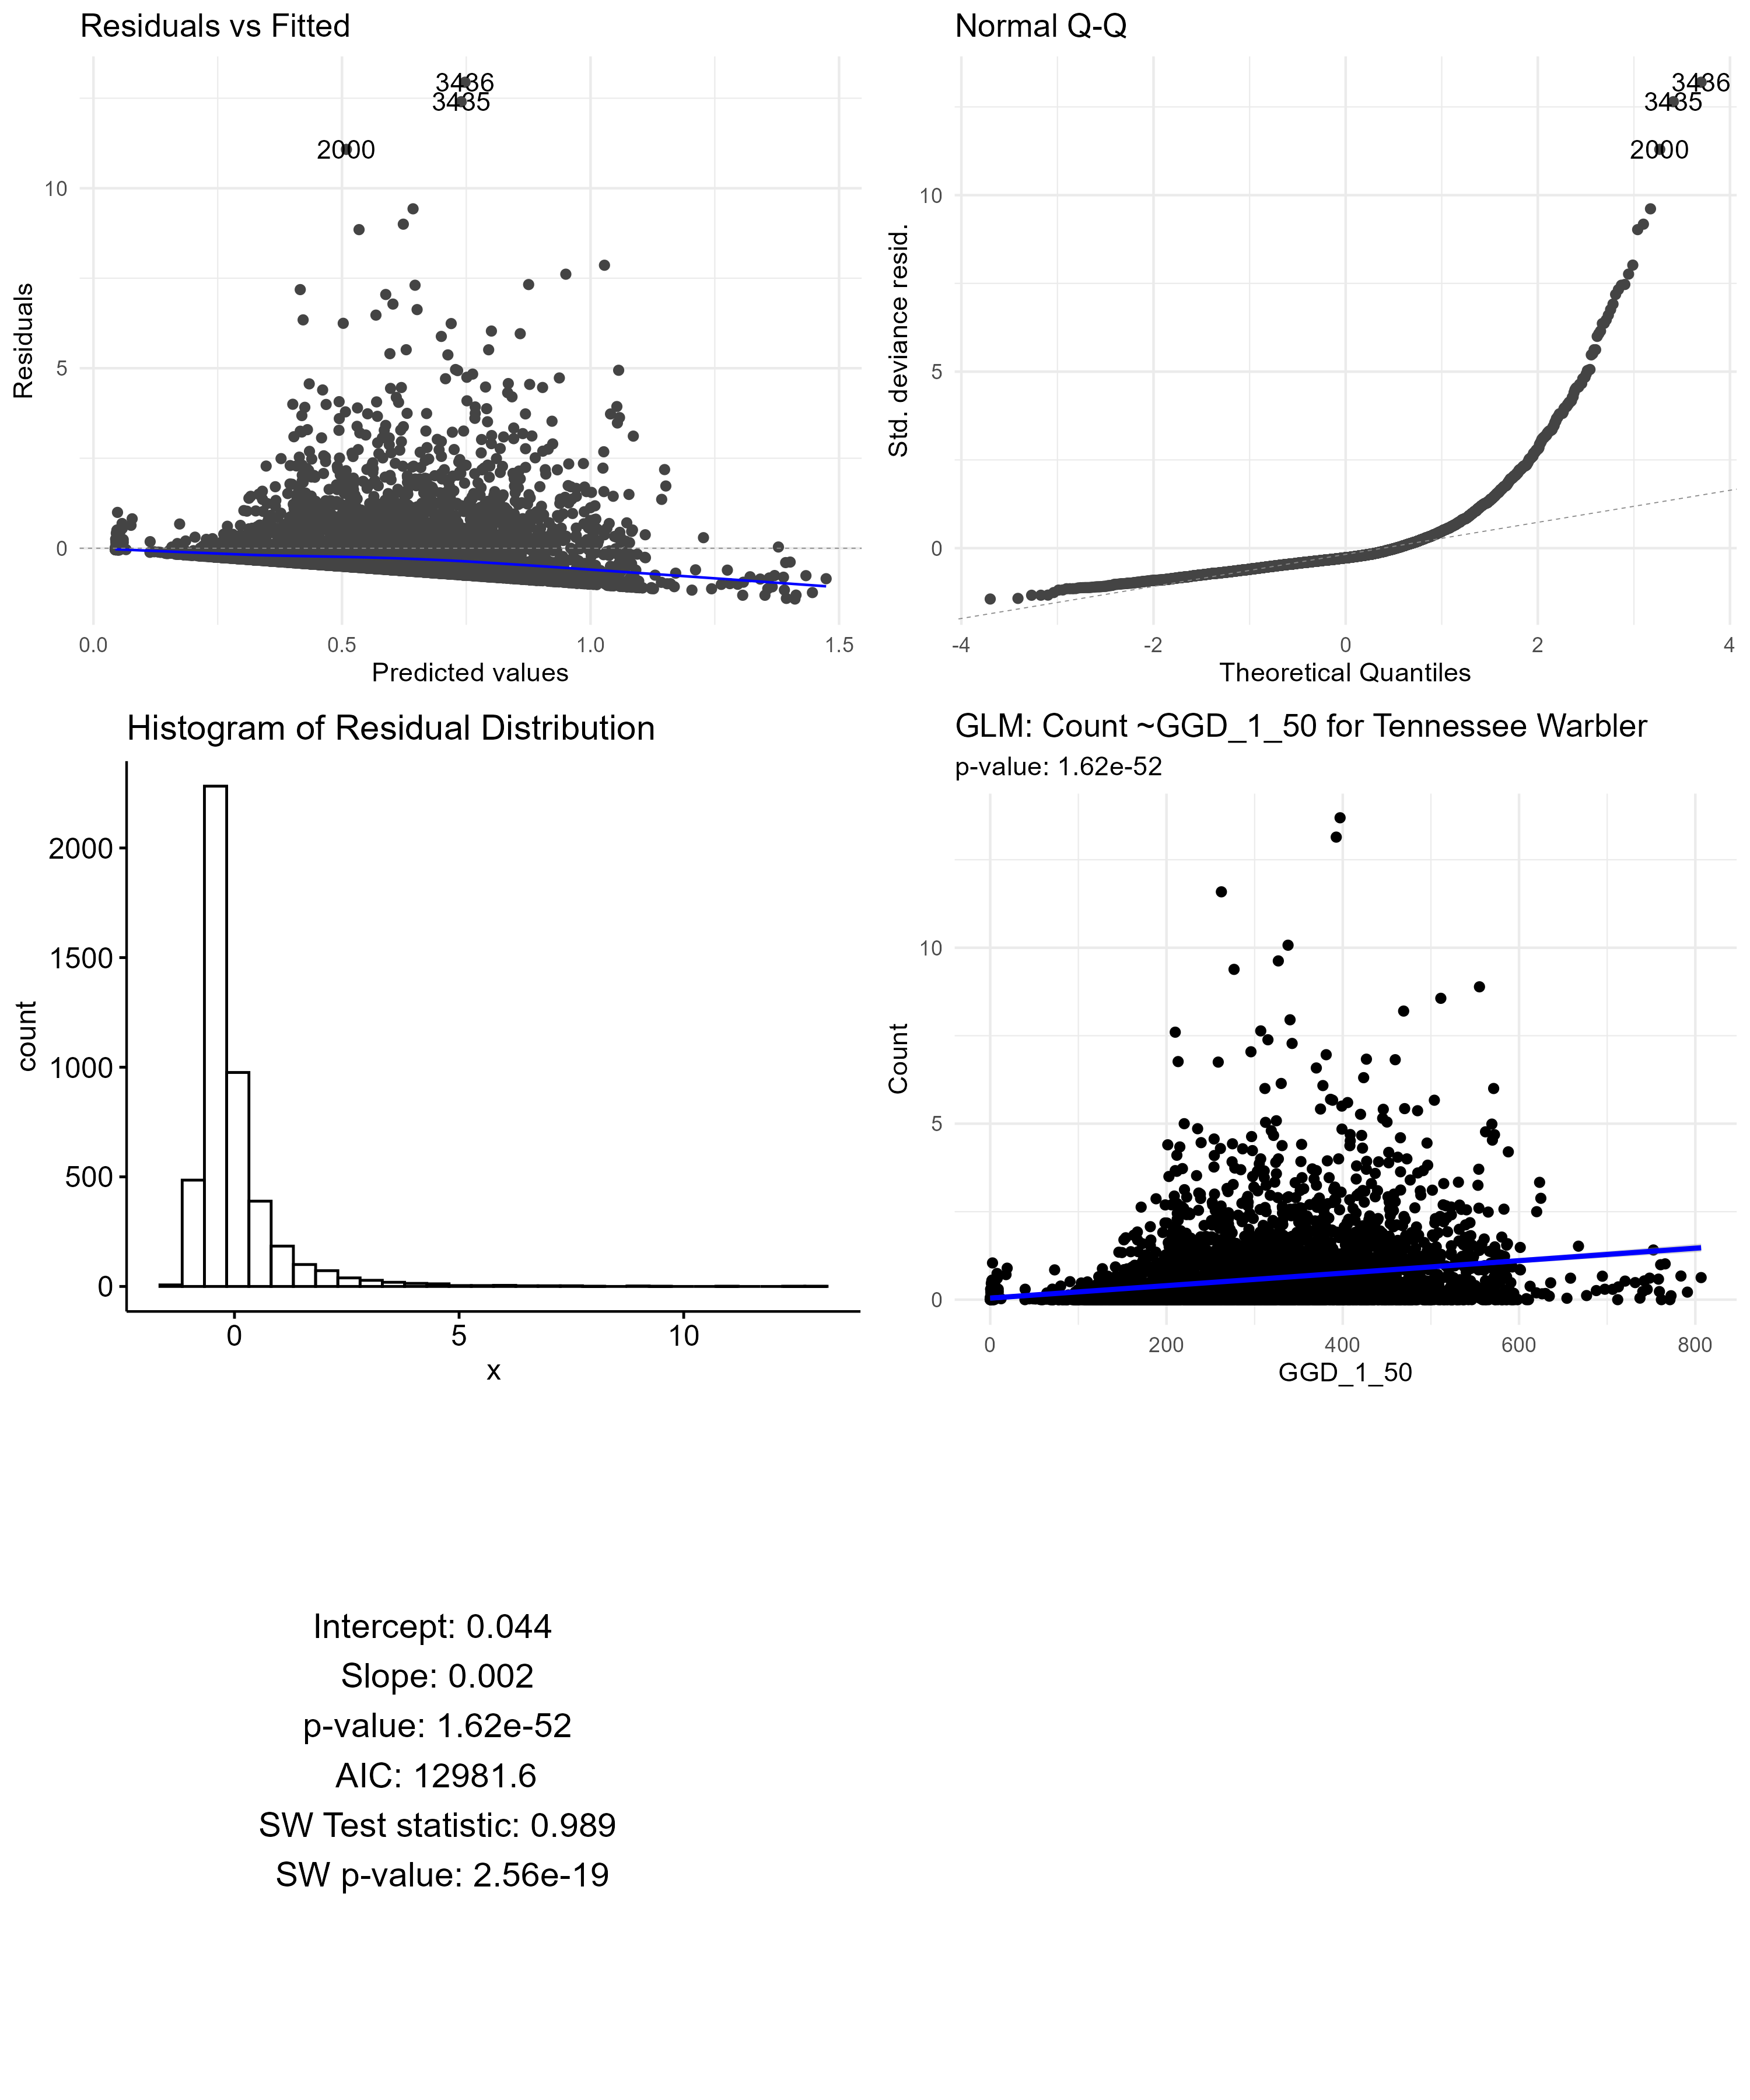 Residuals vs Fitted
3486
3435
2000
10
5
0
Residuals
0.0
0.5
1.0
1.5
Predicted values
Normal Q-Q
3486
3435
2000
10
5
0
Std. deviance resid.
-4
-2
0
2
4
Theoretical Quantiles
Histogram of Residual Distribution
2000
1500
1000
500
0
count
0
5
10
x
GLM: Count ~GGD_1_50 for Tennessee Warbler
p-value: 1.62e-52
10
5
0
Count
0
200
400
600
800
GGD_1_50
Intercept: 0.044
Slope: 0.002
p-value: 1.62e-52
AIC: 12981.6
SW Test statistic: 0.989
SW p-value: 2.56e-19